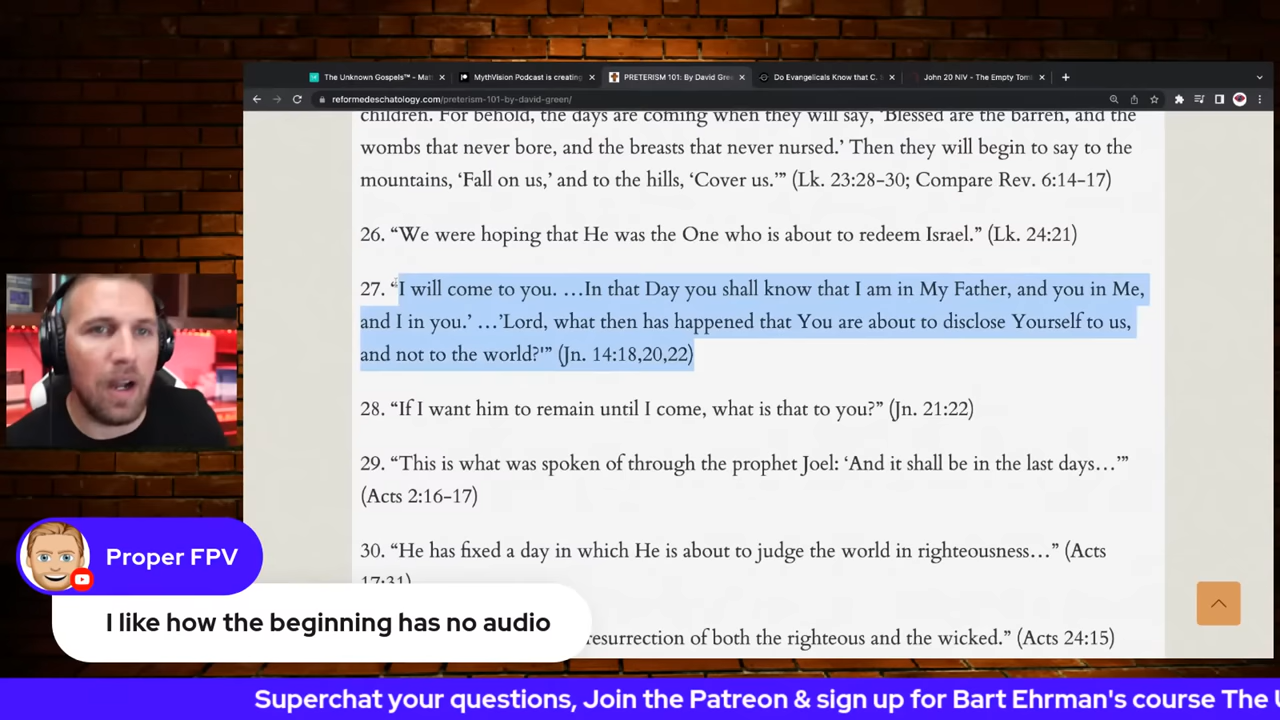 The Unknown Gospels™ - Mat
MythVision Podcast is creating
PRETERISM 101: By David Gree
Do Evangelicals Know that C. S
John 20 NIV - The Empty Tom
reformedeschatology.com/preterism-101-by-david-green/
children. For behold, the days are coming when they will say, ‘Blessed are the barren, and the
wombs that never bore, and the breasts that never nursed.’ Then they will begin to say to the
mountains, ‘Fall on us,’ and to the hills, ‘Cover us.’” (Lk. 23:28-30; Compare Rev. 6:14-17)
26. “We were hoping that He was the One who is about to redeem Israel.” (Lk. 24:21)
27. “I will come to you. …In that Day you shall know that I am in My Father, and you in Me,
and I in you.’ …’Lord, what then has happened that You are about to disclose Yourself to us,
and not to the world?'” (Jn. 14:18,20,22)
28. “If I want him to remain until I come, what is that to you?” (Jn. 21:22)
29. “This is what was spoken of through the prophet Joel: ‘And it shall be in the last days…’”
(Acts 2:16-17)
30. “He has fixed a day in which He is about to judge the world in righteousness…” (Acts
17:31)
resurrection of both the righteous and the wicked.” (Acts 24:15)
Proper FPV
I like how the beginning has no audio
Superchat your questions, Join the Patreon & sign up for Bart Ehrman's course The U